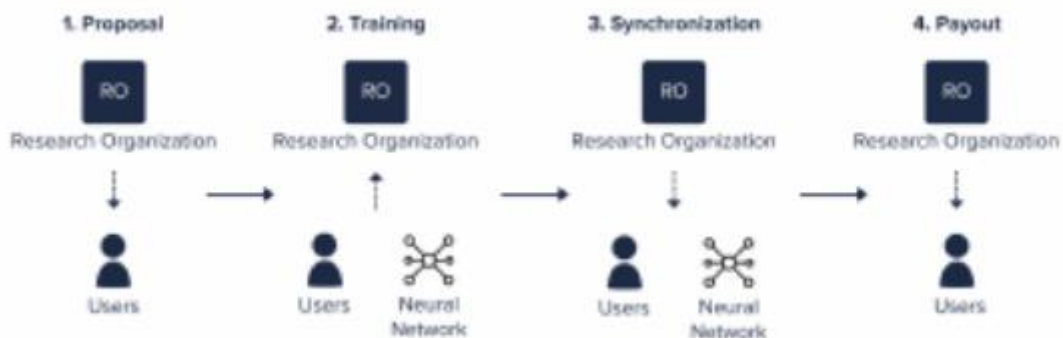 1. Proposal
2. Training
3. Synchronization
4. Payout
RO
RO
RO
RO
Research Organization
Research Organization
Research Organization
Research Organization
Users
Users
Neural
Network
Users
Neural
Network
Users